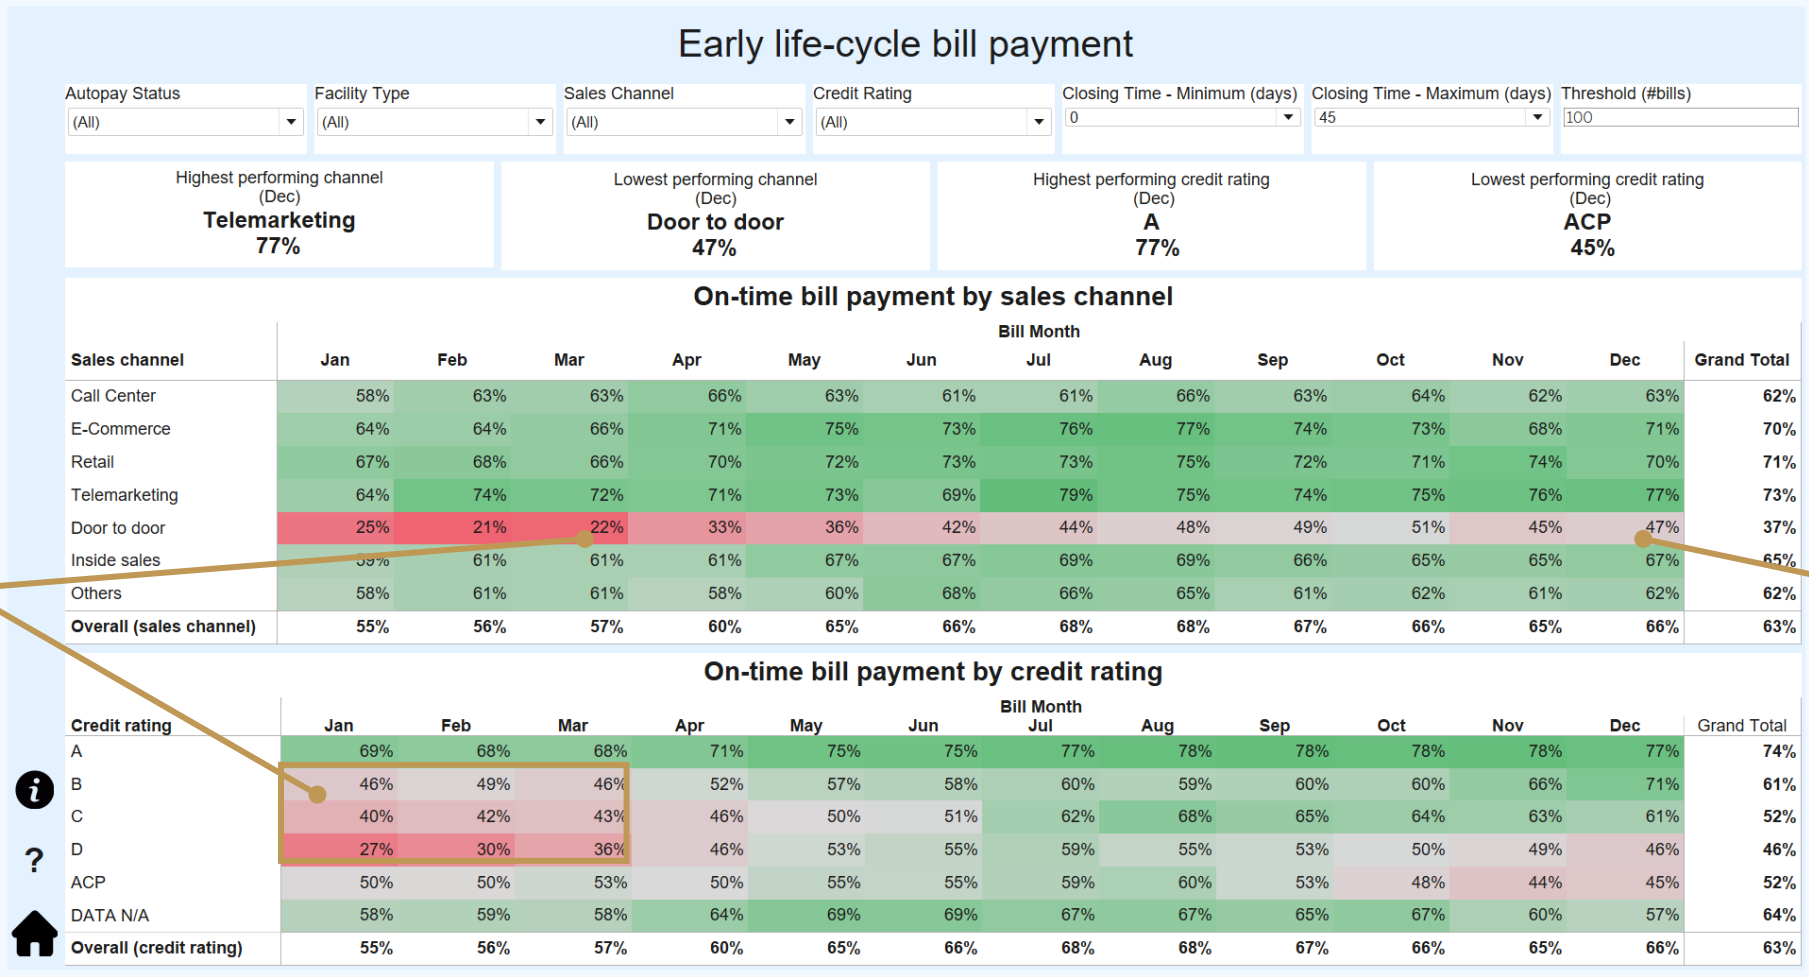 Early life-cycle bill payment
Autopay Status Facility Type Sales Channel Credit Rating Closing Time - Minimum (days) Closing Time - Maximum (days) Threshold (#bills)
(All) (All) (All) (All) 0 45 100
Highest performing channel
(Dec)
Telemarketing
77%
Lowest performing channel
(Dec)
Door to door
47%
Highest performing credit rating
(Dec)
A
77%
Lowest performing credit rating
(Dec)
ACP
45%
On-time bill payment by sales channel
Bill Month
Sales channel Jan Feb Mar Apr May Jun Jul Aug Sep Oct Nov Dec Grand Total
Call Center 58% 63% 63% 66% 63% 61% 61% 66% 63% 64% 62% 63% 62%
E-Commerce 64% 64% 66% 71% 75% 73% 76% 77% 74% 73% 68% 71% 70%
Retail 67% 68% 66% 70% 72% 73% 73% 75% 72% 71% 74% 70% 71%
Telemarketing 64% 74% 72% 71% 73% 69% 79% 75% 74% 75% 76% 77% 73%
Door to door 25% 21% 22% 33% 36% 42% 44% 48% 49% 51% 45% 47% 37%
Inside sales 59% 61% 61% 61% 67% 67% 69% 69% 66% 65% 65% 67% 65%
Others 58% 61% 61% 58% 60% 68% 66% 65% 61% 62% 61% 62% 62%
Overall (sales channel) 55% 56% 57% 60% 65% 66% 68% 68% 67% 66% 65% 66% 63%
On-time bill payment by credit rating
Bill Month
Credit rating Jan Feb Mar Apr May Jun Jul Aug Sep Oct Nov Dec Grand Total
A 69% 68% 68% 71% 75% 75% 77% 78% 78% 78% 78% 77% 74%
B 46% 49% 46% 52% 57% 58% 60% 59% 60% 60% 66% 71% 61%
C 40% 42% 43% 46% 50% 51% 62% 68% 65% 64% 63% 61% 52%
D 27% 30% 36% 46% 53% 55% 59% 55% 53% 50% 49% 46% 46%
ACP 50% 50% 53% 50% 55% 55% 59% 60% 53% 48% 44% 45% 52%
DATA N/A 58% 59% 58% 64% 69% 69% 67% 67% 65% 67% 60% 57% 64%
Overall (credit rating) 55% 56% 57% 60% 65% 66% 68% 68% 67% 66% 65% 66% 63%
i
?